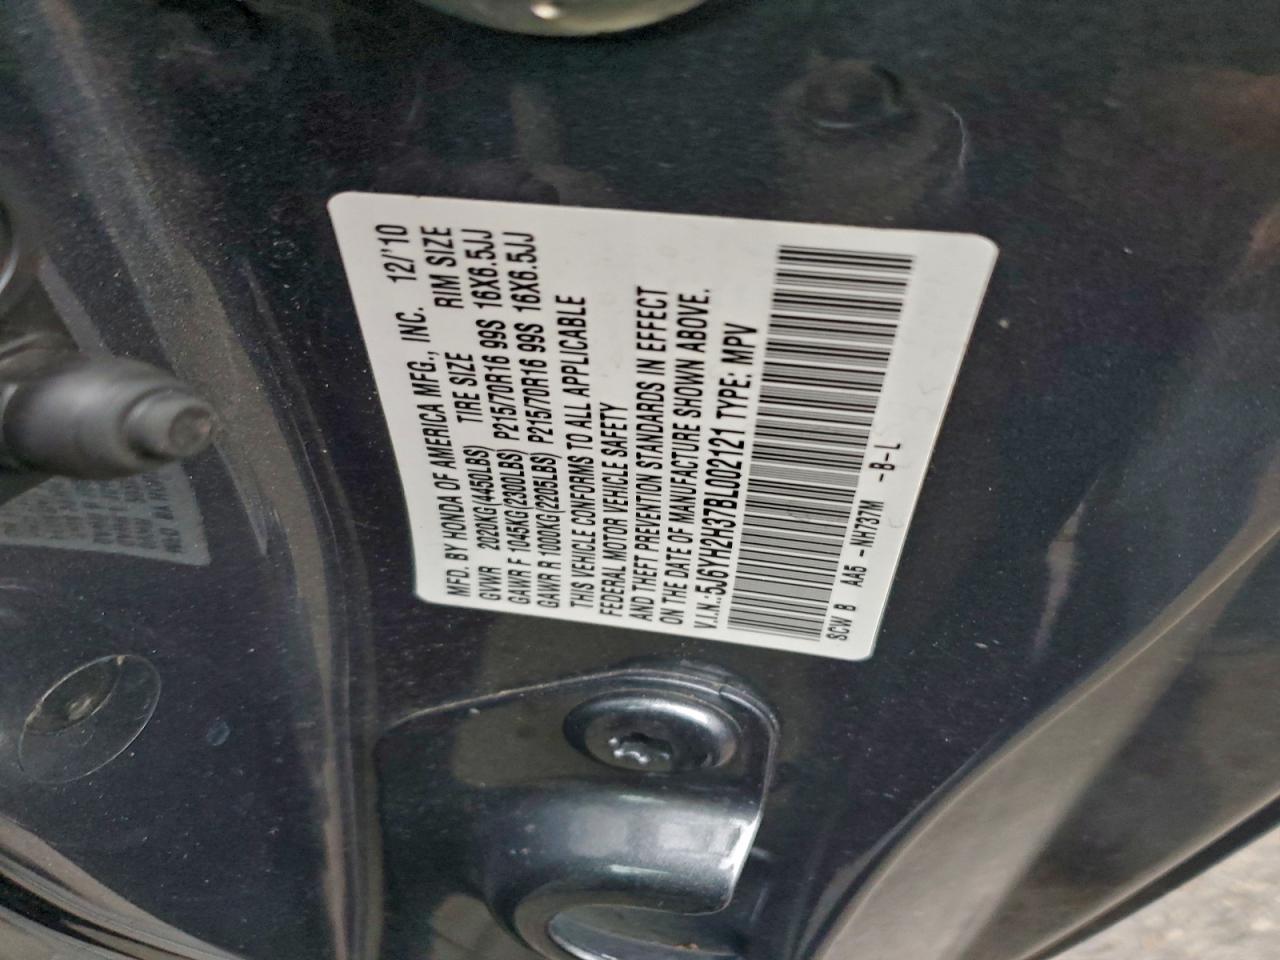 MFD. BY HONDA OF AMERICA MFG., INC. 12/'10
GVWR 2020KG(4450LBS) TIRE SIZE RIM SIZE
GAWR F 1045KG(2300LBS) P215/70R16 99S 16X6.5JJ
GAWR R 1000KG(2205LBS) P215/70R16 99S 16X6.5JJ
THIS VEHICLE CONFORMS TO ALL APPLICABLE
FEDERAL MOTOR VEHICLE SAFETY
AND THEFT PREVENTION STANDARDS IN EFFECT
ON THE DATE OF MANUFACTURE SHOWN ABOVE.
V.I.N.:5J6YH2H37BL002121 TYPE: MPV
SCW B AA5 -NH737M -B-L